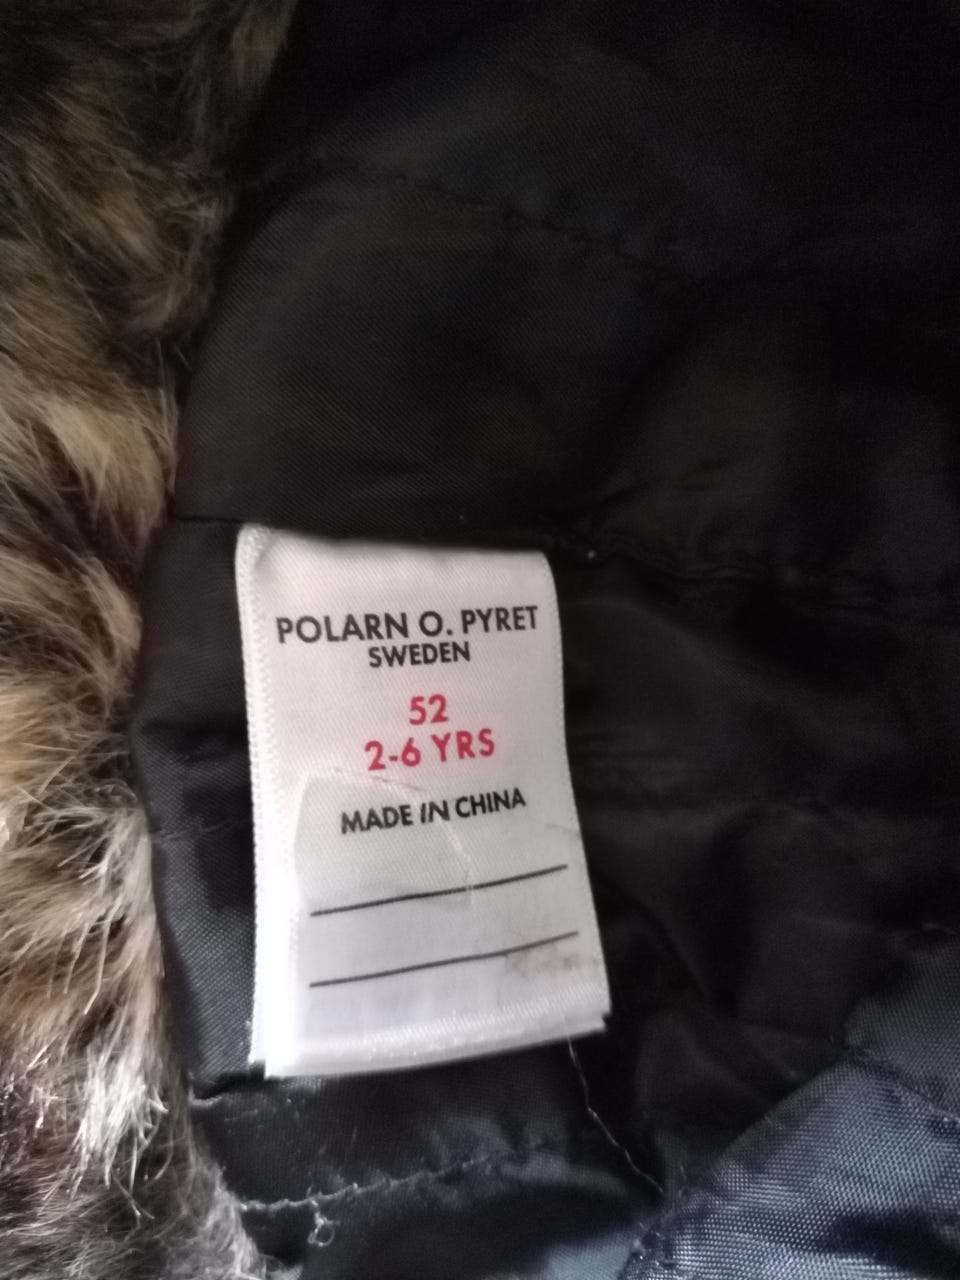 POLARN O. PYRET
SWEDEN
52
2-6 YRS
MADE IN CHINA